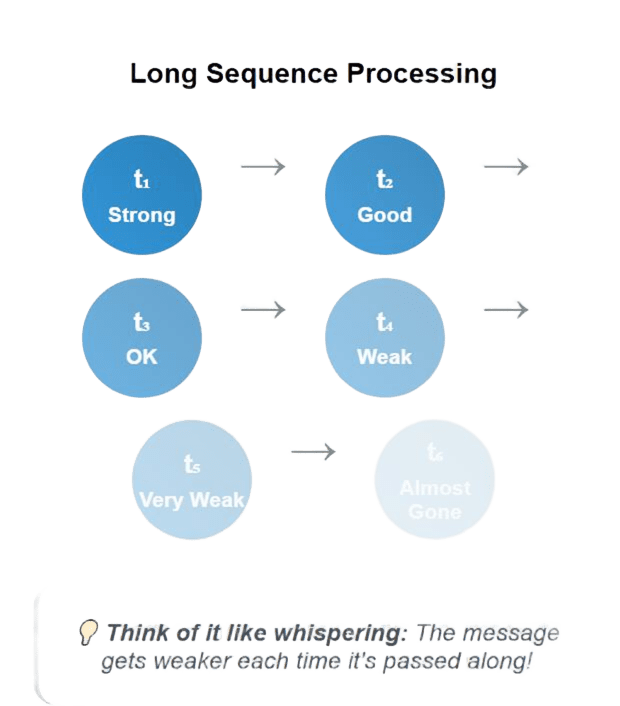 Long Sequence Processing
t₁
Strong
→
t₂
Good
→
t₃
OK
→
t₄
Weak
→
t₅
Very Weak
→
t₆
Almost
Gone
💡 Think of it like whispering: The message
gets weaker each time it's passed along!